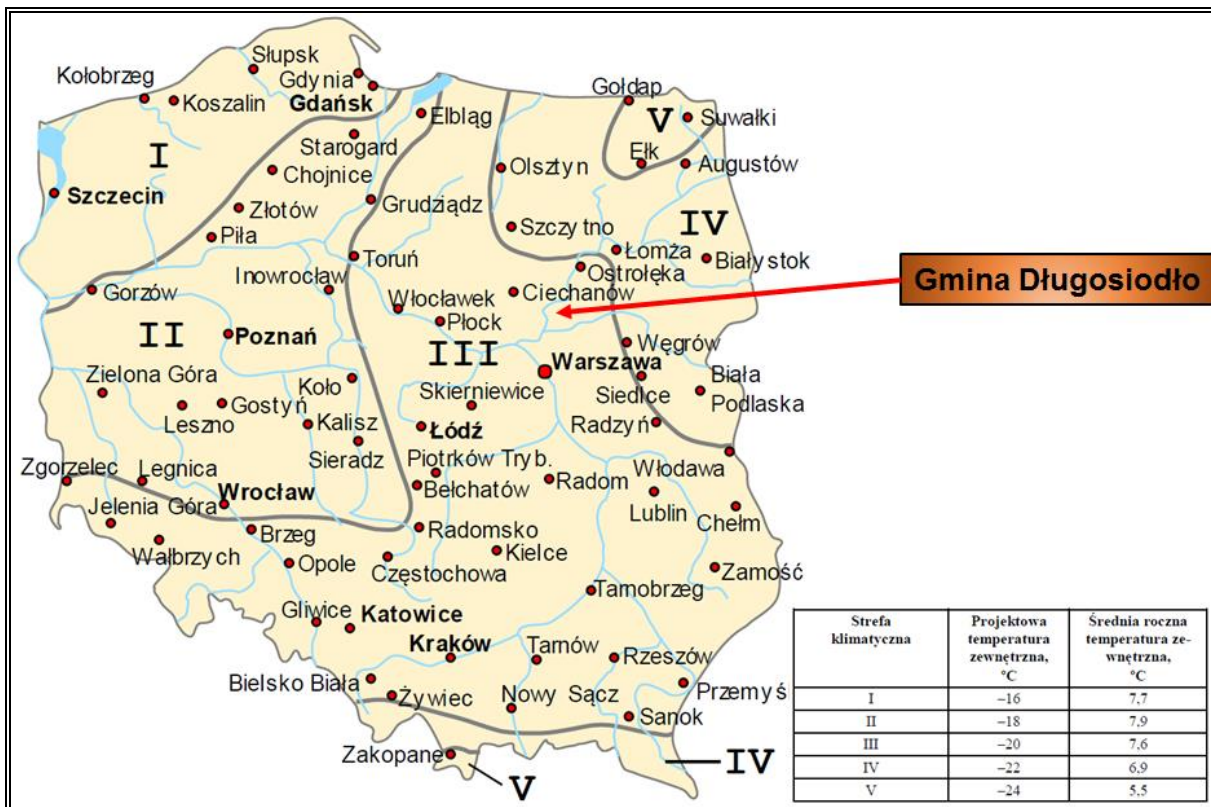 Słupsk
Kołobrzeg
Gdynia
Koszalin
Gdańsk
Elbląg
Gołdap
V
Suwałki
Starogard
I
Ełk
Olsztyn
Augustów
Chojnice
Szczecin
Grudziądz
Złotów
IV
Szczytno
Piła
Łomża
Toruń
Białystok
Inowrocław
Ostrołęka
Gmina Długosiodło
Gorzów
Włocławek
Ciechanów
Płock
II
Poznań
III
Węgrów
Warszawa
Zielona Góra
Koło
Skierniewice
Siedlce
Biała
Podlaska
Leszno
Gostyń
Kalisz
Łódź
Radzyń
Sieradz
Piotrków Tryb.
Włodawa
Zgorzelec
Legnica
Bełchatów
Radom
Wrocław
Lublin
Jelenia Góra
Chełm
Brzeg
Radomsko
Wałbrzych
Kielce
Opole
Częstochowa
Zamość
Tarnobrzeg
Gliwice
Katowice
Kraków
Tarnów
Rzeszów
Bielsko Biała
Przemyś
Żywiec
Nowy Sącz
Sanok
Zakopane
V
IV
Strefa
klimatyczna
Projektowa
temperatura
zewnętrzna,
°C
Średnia roczna
temperatura ze-
wnętrzna,
°C
I –16 7,7
II –18 7,9
III –20 7,6
IV –22 6,9
V –24 5,5